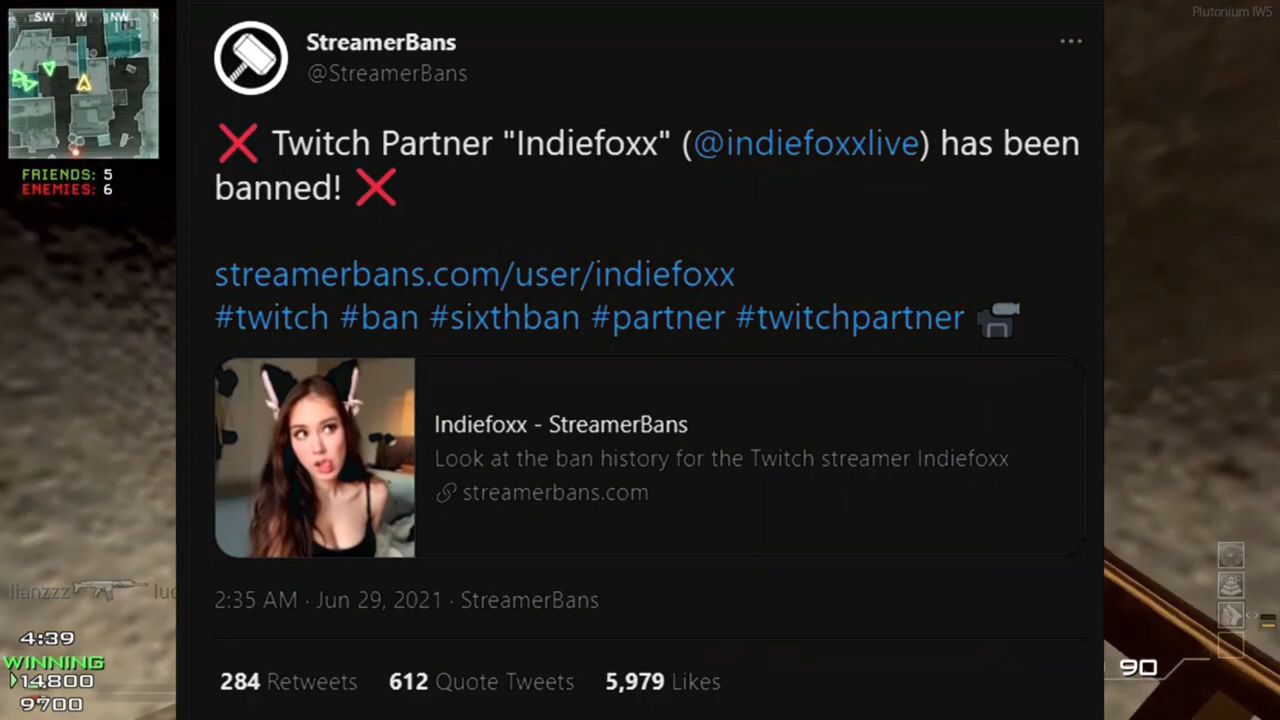 SW W NW N
Plutonium IW5
StreamerBans
@StreamerBans
FRIENDS: 5
ENEMIES: 6
❌ Twitch Partner "Indiefoxx" (@indiefoxxlive) has been
banned! ❌
streamerbans.com/user/indiefoxx
#twitch #ban #sixthban #partner #twitchpartner
Indiefoxx - StreamerBans
Look at the ban history for the Twitch streamer Indiefoxx
streamerbans.com
lianzzz
2:35 AM · Jun 29, 2021 · StreamerBans
4:39
WINNING
14800
9700
284 Retweets 612 Quote Tweets 5,979 Likes
90